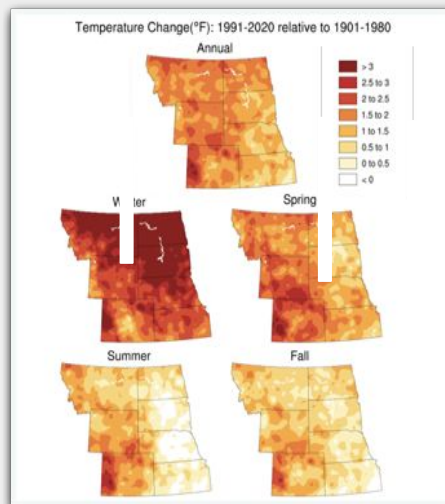 Temperature Change(°F): 1991-2020 relative to 1901-1980
Annual
> 3
2.5 to 3
2 to 2.5
1.5 to 2
1 to 1.5
0.5 to 1
0 to 0.5
< 0
Spring
Summer
Fall